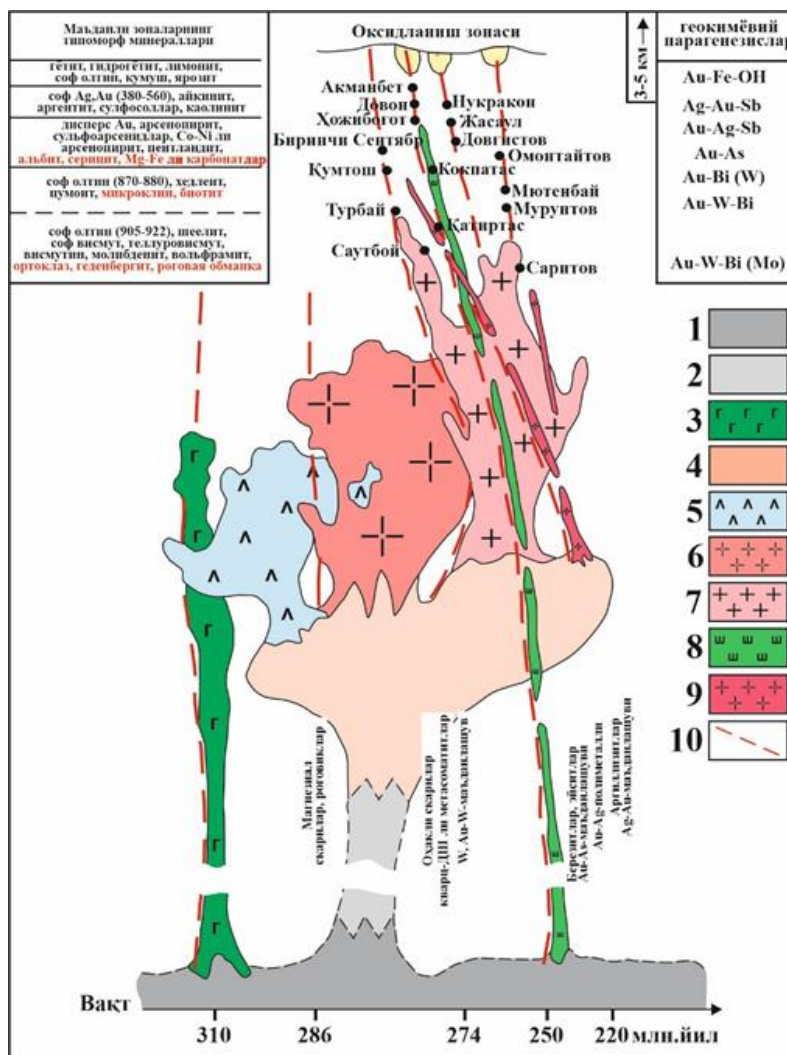 Маъданли зоналарнинг
типоморф минераллари
гётит, гидрогётит, лимонит,
соф олтин, кумуш, ярозит
соф Ag,Au (380-560), айкинит,
аргентит, сулфосоллар, каолинит
дисперс Au, арсенопирит,
сульфоарсенидлар, Co-Ni ли
арсенопирит, пентландит,
альбит, серицит, Mg-Fe ли карбонатлар
соф олтин (870-880), хедлеит,
цумоит, микроклин, биотит
соф олтин (905-922), шеелит,
соф висмут, теллуровисмут,
висмутин, молибденит, вольфрамит,
ортоклаз, геденбергит, роговая обманка
Оксидланиш зонаси
3-5 км
геокимёвий
парагенезислар
Au-Fe-OH
Ag-Au-Sb
Au-Ag-Sb
Au-As
Au-Bi (W)
Au-W-Bi
Au-W-Bi (Mo)
Акманбет
Довон
Хожибогот
Биринчи Сентябр
Қумтош
Турбай
Саутбой
Нукракон
Жасаул
Довгистов
Омонтайтов
Кокпатас
Мютенбай
Мурунтов
Қатиртас
Саритов
1
2
3
4
5
6
7
8
9
10
Магнезиал
скарнлар, роговиклар
Оҳакли скарнлар
кварц-ДШ ли метасоматитлар
W, Au-W-маъданлашув
Березитлар, эйситлар
Au-As-маъданлашуви
Au-Ag-полиметалли
Аргиллизитлар
Ag-Au-маъданлашуви
Вақт
310
286
274
250
220
млн.йил